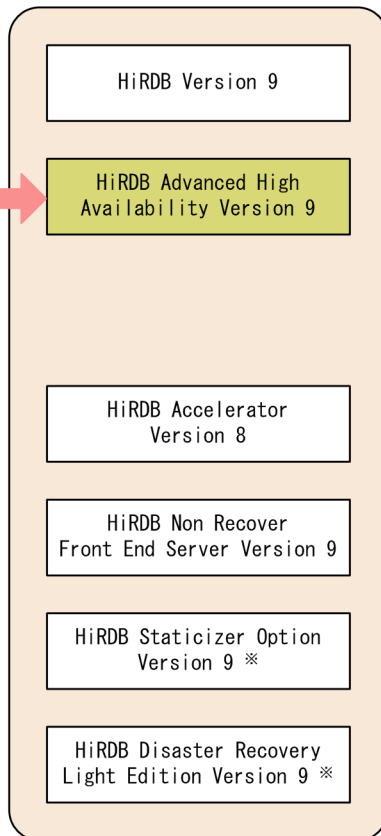 HiRDB Version 9
HiRDB Advanced High
Availability Version 9
HiRDB Accelerator
Version 8
HiRDB Non Recover
Front End Server Version 9
HiRDB Staticizer Option
Version 9 ※
HiRDB Disaster Recovery
Light Edition Version 9 ※